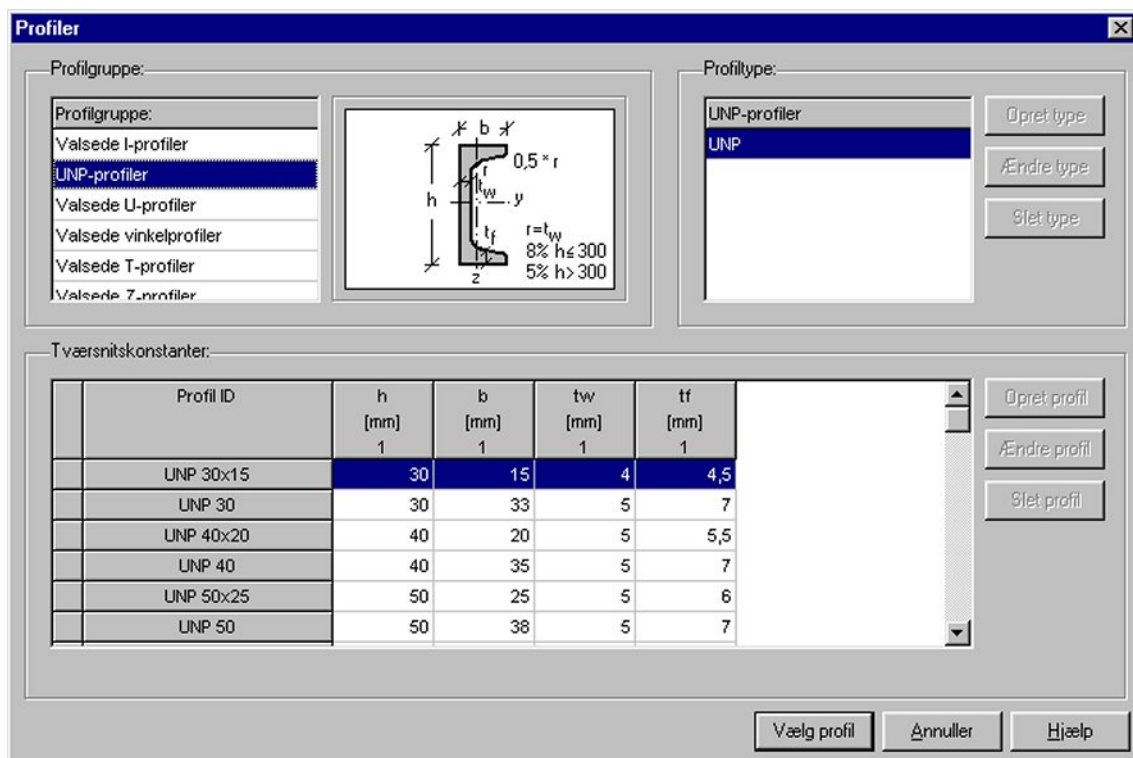 Profiler
Profilgruppe:
Profilgruppe:
Valsede I-profiler
UNP-profiler
Valsede U-profiler
Valsede vinkelprofiler
Valsede T-profiler
Valsede Z-profiler
b
0,5 * r
r
tw
h
y
tf
r=tw
8% h≤300
5% h>300
z
Profiltype:
UNP-profiler
UNP
Opret type
Ændre type
Slet type
Tværsnitskonstanter:
Profil ID h b tw tf
[mm] [mm] [mm] [mm]
1 1 1 1
UNP 30x15 30 15 4 4,5
UNP 30 30 33 5 7
UNP 40x20 40 20 5 5,5
UNP 40 40 35 5 7
UNP 50x25 50 25 5 6
UNP 50 50 38 5 7
Opret profil
Ændre profil
Slet profil
Vælg profil Annuller Hjælp